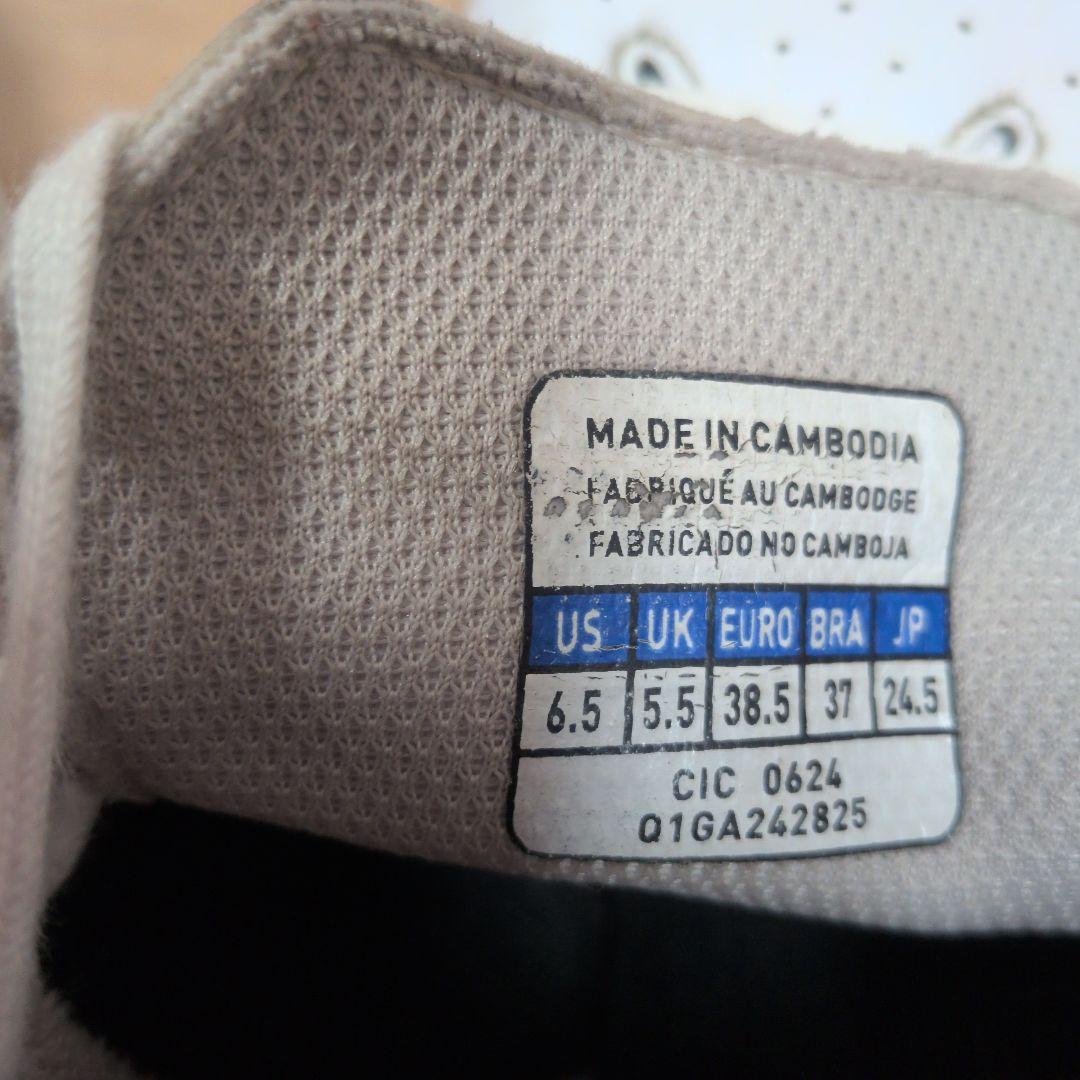 MADE IN CAMBODIA
FABRIQUÉ AU CAMBODGE
FABRICADO NO CAMBOJA
US UK EURO BRA JP
6.5 5.5 38.5 37 24.5
CIC 0624
Q1GA242825